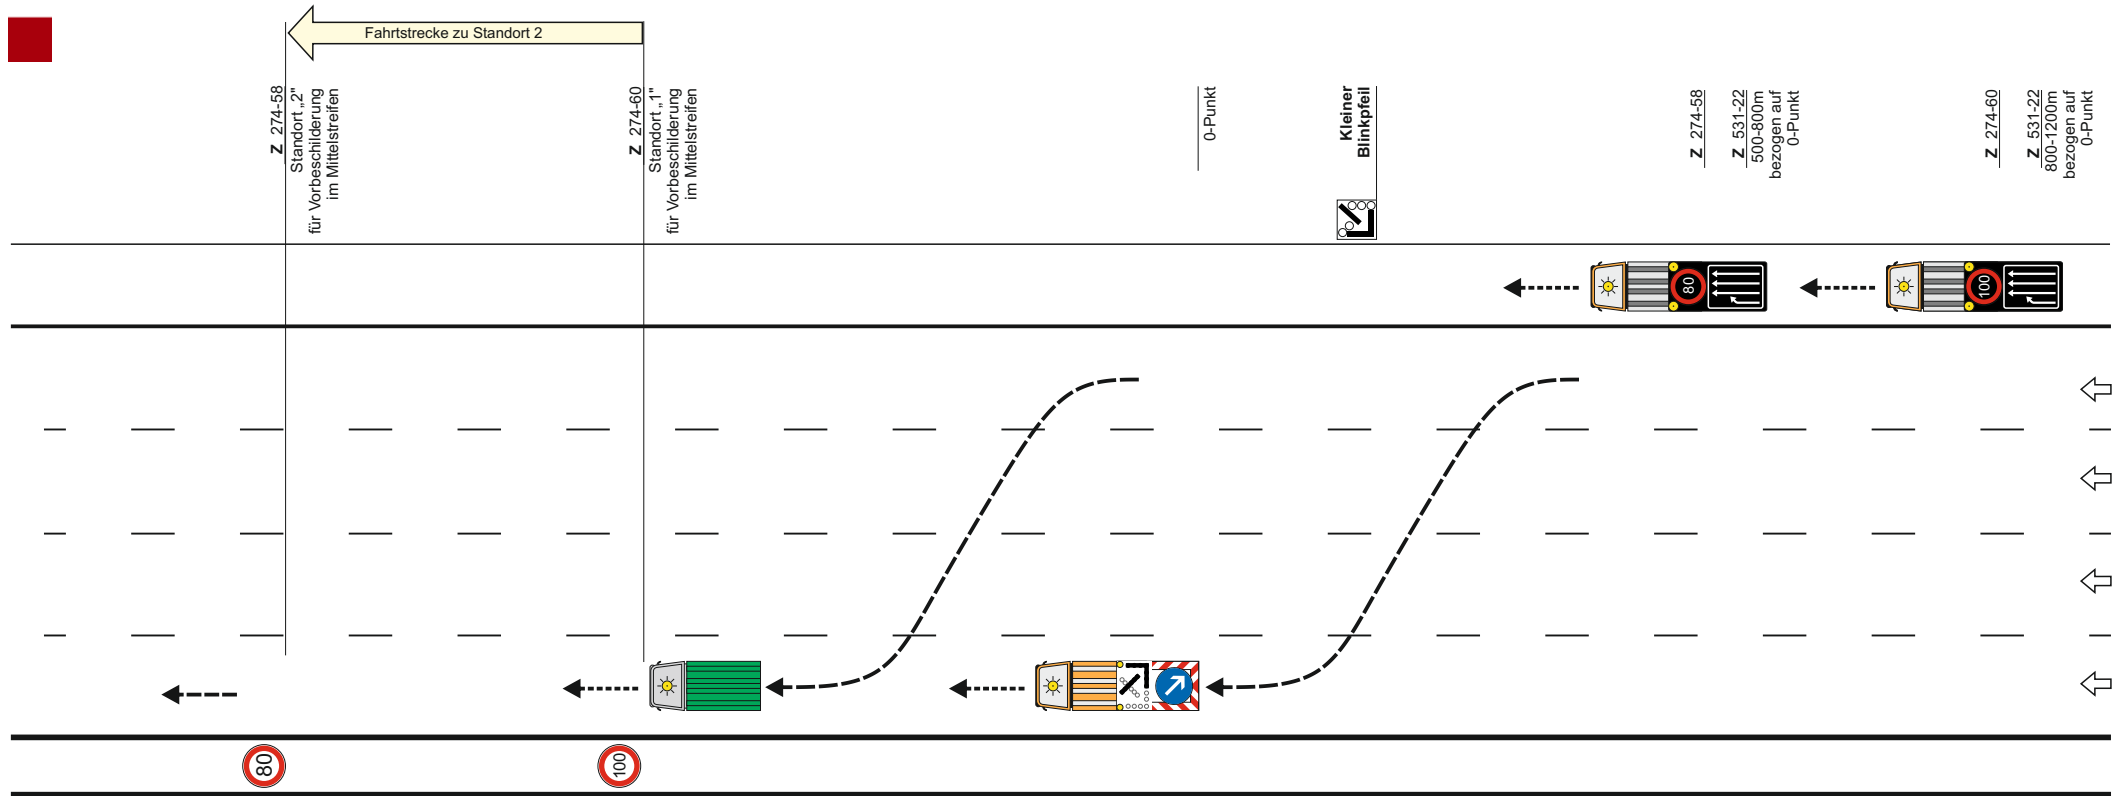 Fahrtstrecke zu Standort 2
Z 274-58
Standort „2"
für Vorbeschilderung
im Mittelstreifen
Z 274-60
Standort „1"
für Vorbeschilderung
im Mittelstreifen
0-Punkt
Kleiner
Blinkpfeil
Z 274-58
Z 531-22
500-800m
bezogen auf
0-Punkt
Z 274-60
Z 531-22
800-1200m
bezogen auf
0-Punkt
80
100
80
100